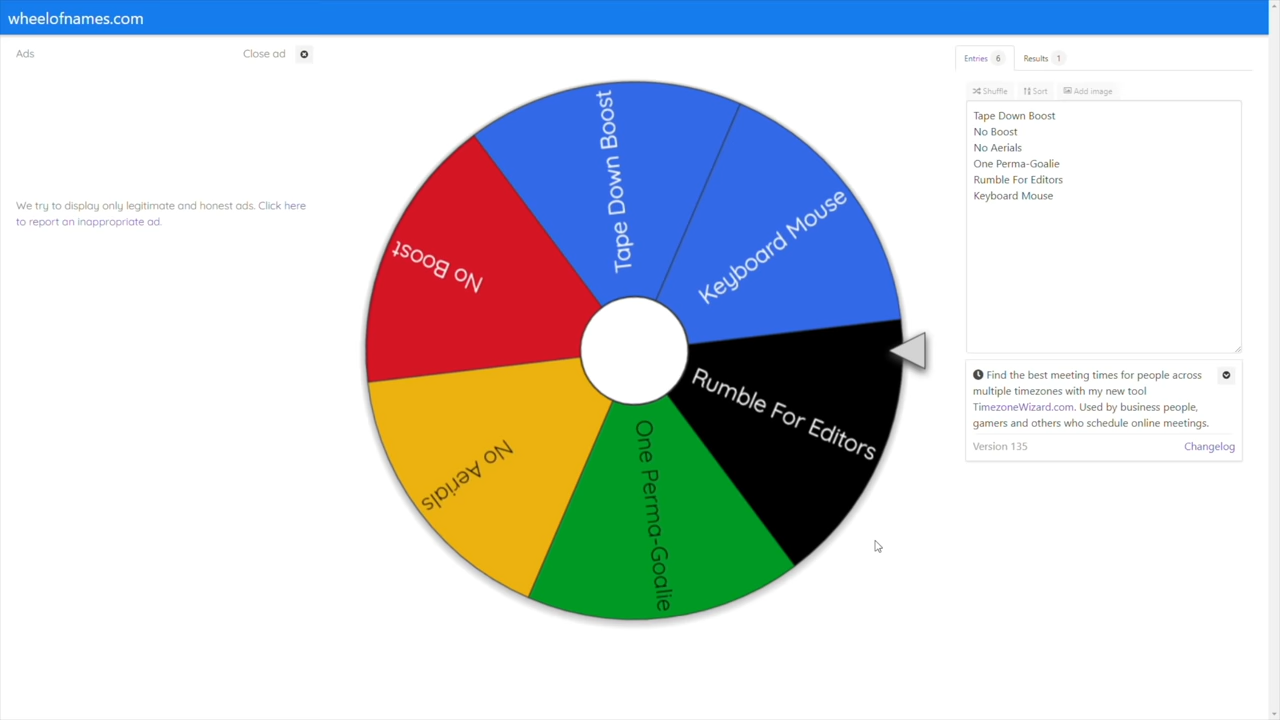 wheelofnames.com
Ads
Close ad
We try to display only legitimate and honest ads. Click here
to report an inappropriate ad.
Tape Down Boost
Keyboard Mouse
No Boost
Rumble For Editors
No Aerials
One Perma-Goalie
Entries 6
Results 1
Shuffle
Sort
Add image
Tape Down Boost
No Boost
No Aerials
One Perma-Goalie
Rumble For Editors
Keyboard Mouse
Find the best meeting times for people across
multiple timezones with my new tool
TimezoneWizard.com. Used by business people,
gamers and others who schedule online meetings.
Version 135
Changelog